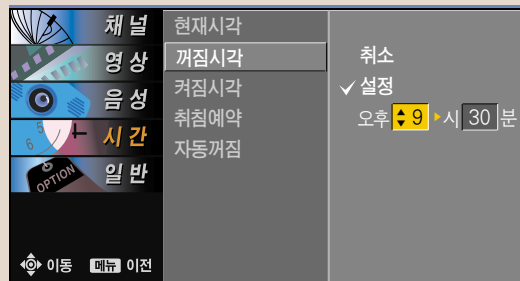 채널
영상
음성
시간
일반
OPTION
5
6
이동
메뉴 이전
현재시각
꺼짐시각
켜짐시각
취침예약
자동꺼짐
취소
설정
오후 9 시 30 분